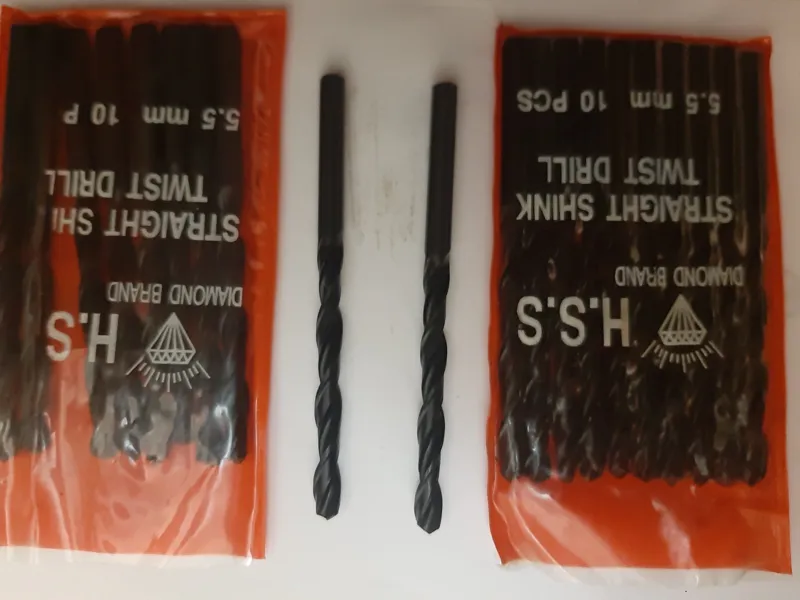 H.S.S
DIAMOND BRAND
STRAIGHT SHINK
TWIST DRILL
5.5 mm 10 PCS
H.S
DIAMOND BRAND
STRAIGHT SHI
TWIST DRILL
5.5 mm 10 P